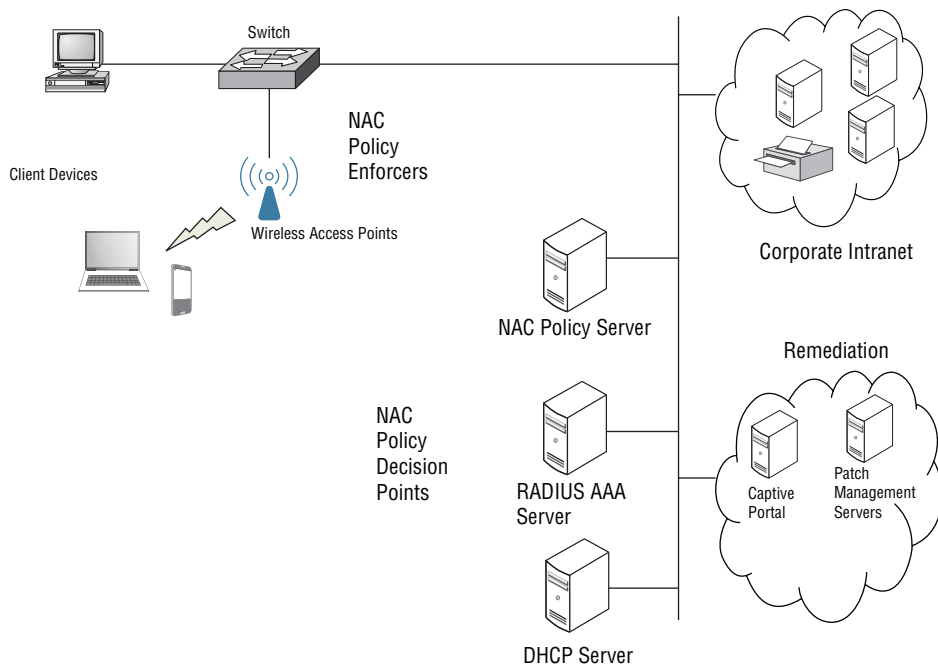 Switch
NAC
Policy
Enforcers
Client Devices
Wireless Access Points
Corporate Intranet
NAC Policy Server
Remediation
NAC
Policy
Decision
Points
RADIUS AAA
Server
Captive
Portal
Patch
Management
Servers
DHCP Server